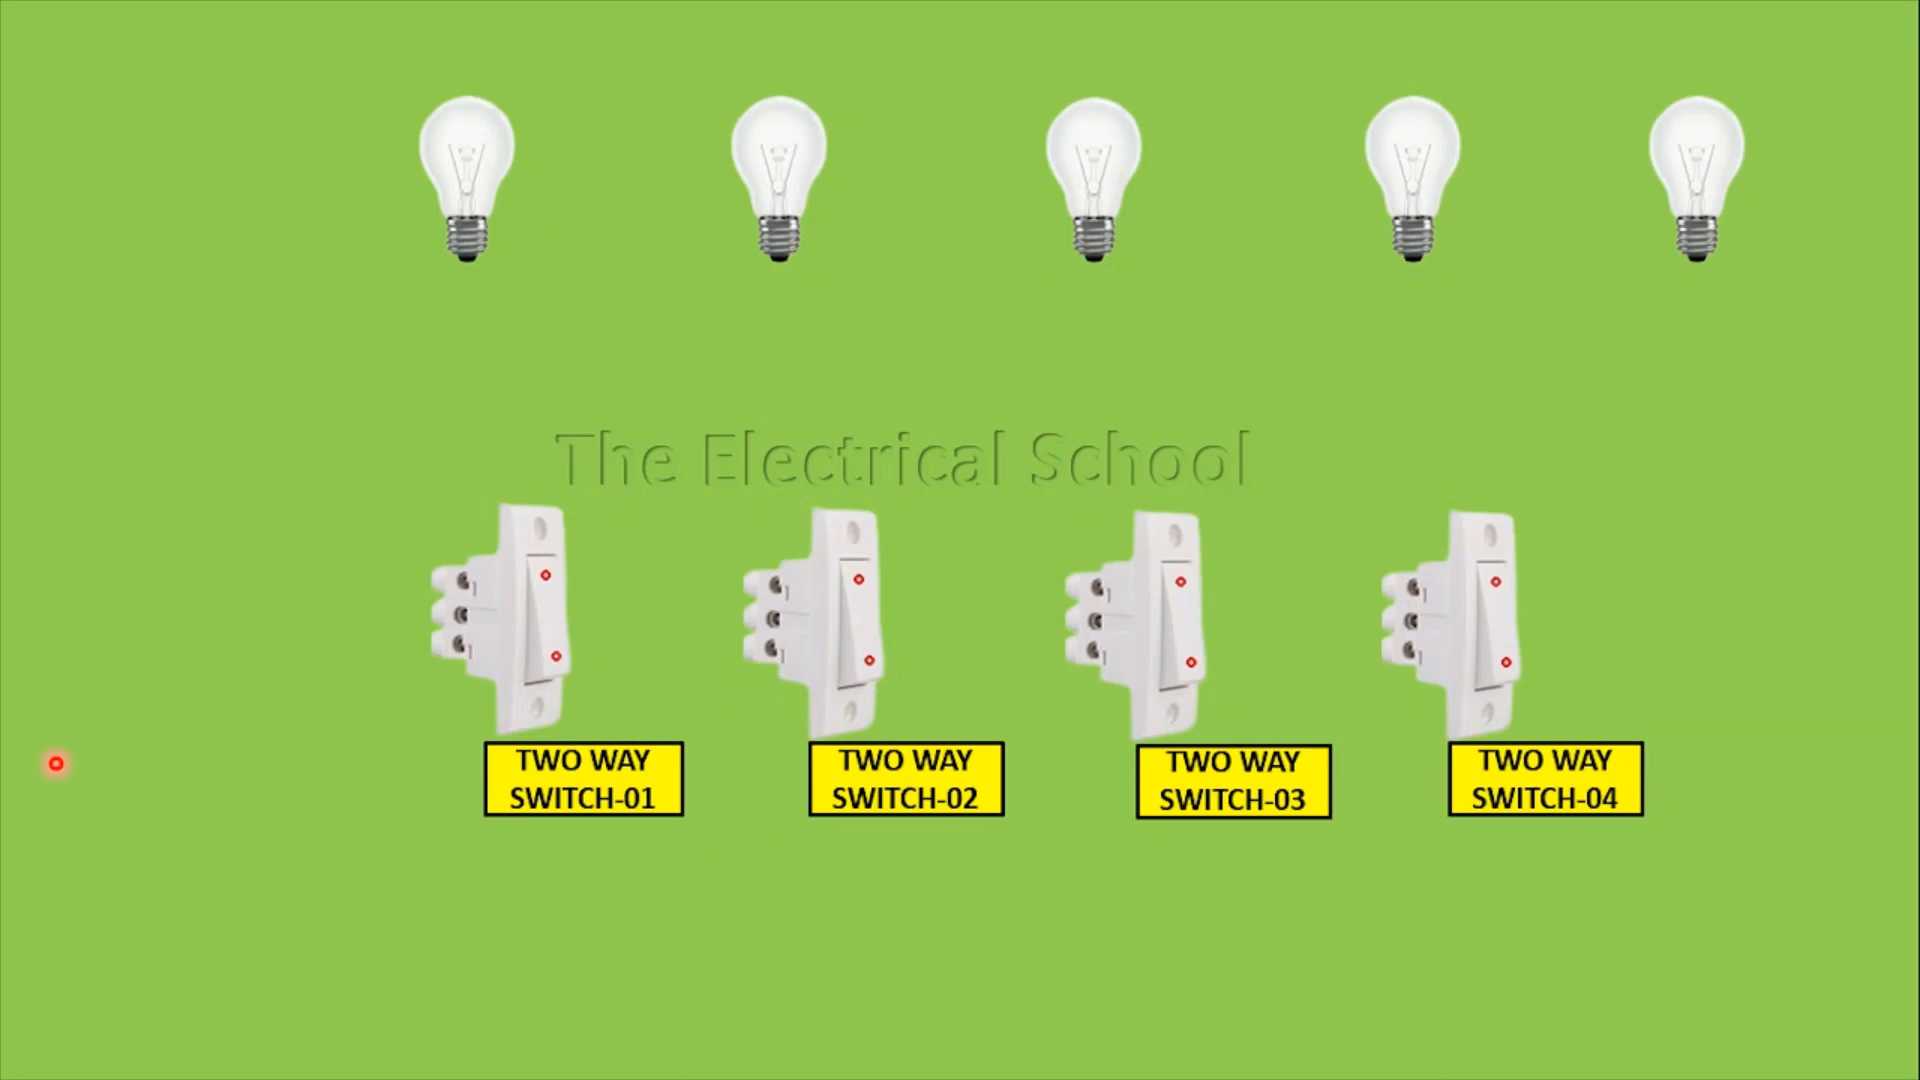 The Electrical School
TWO WAY
SWITCH-01
TWO WAY
SWITCH-02
TWO WAY
SWITCH-03
TWO WAY
SWITCH-04